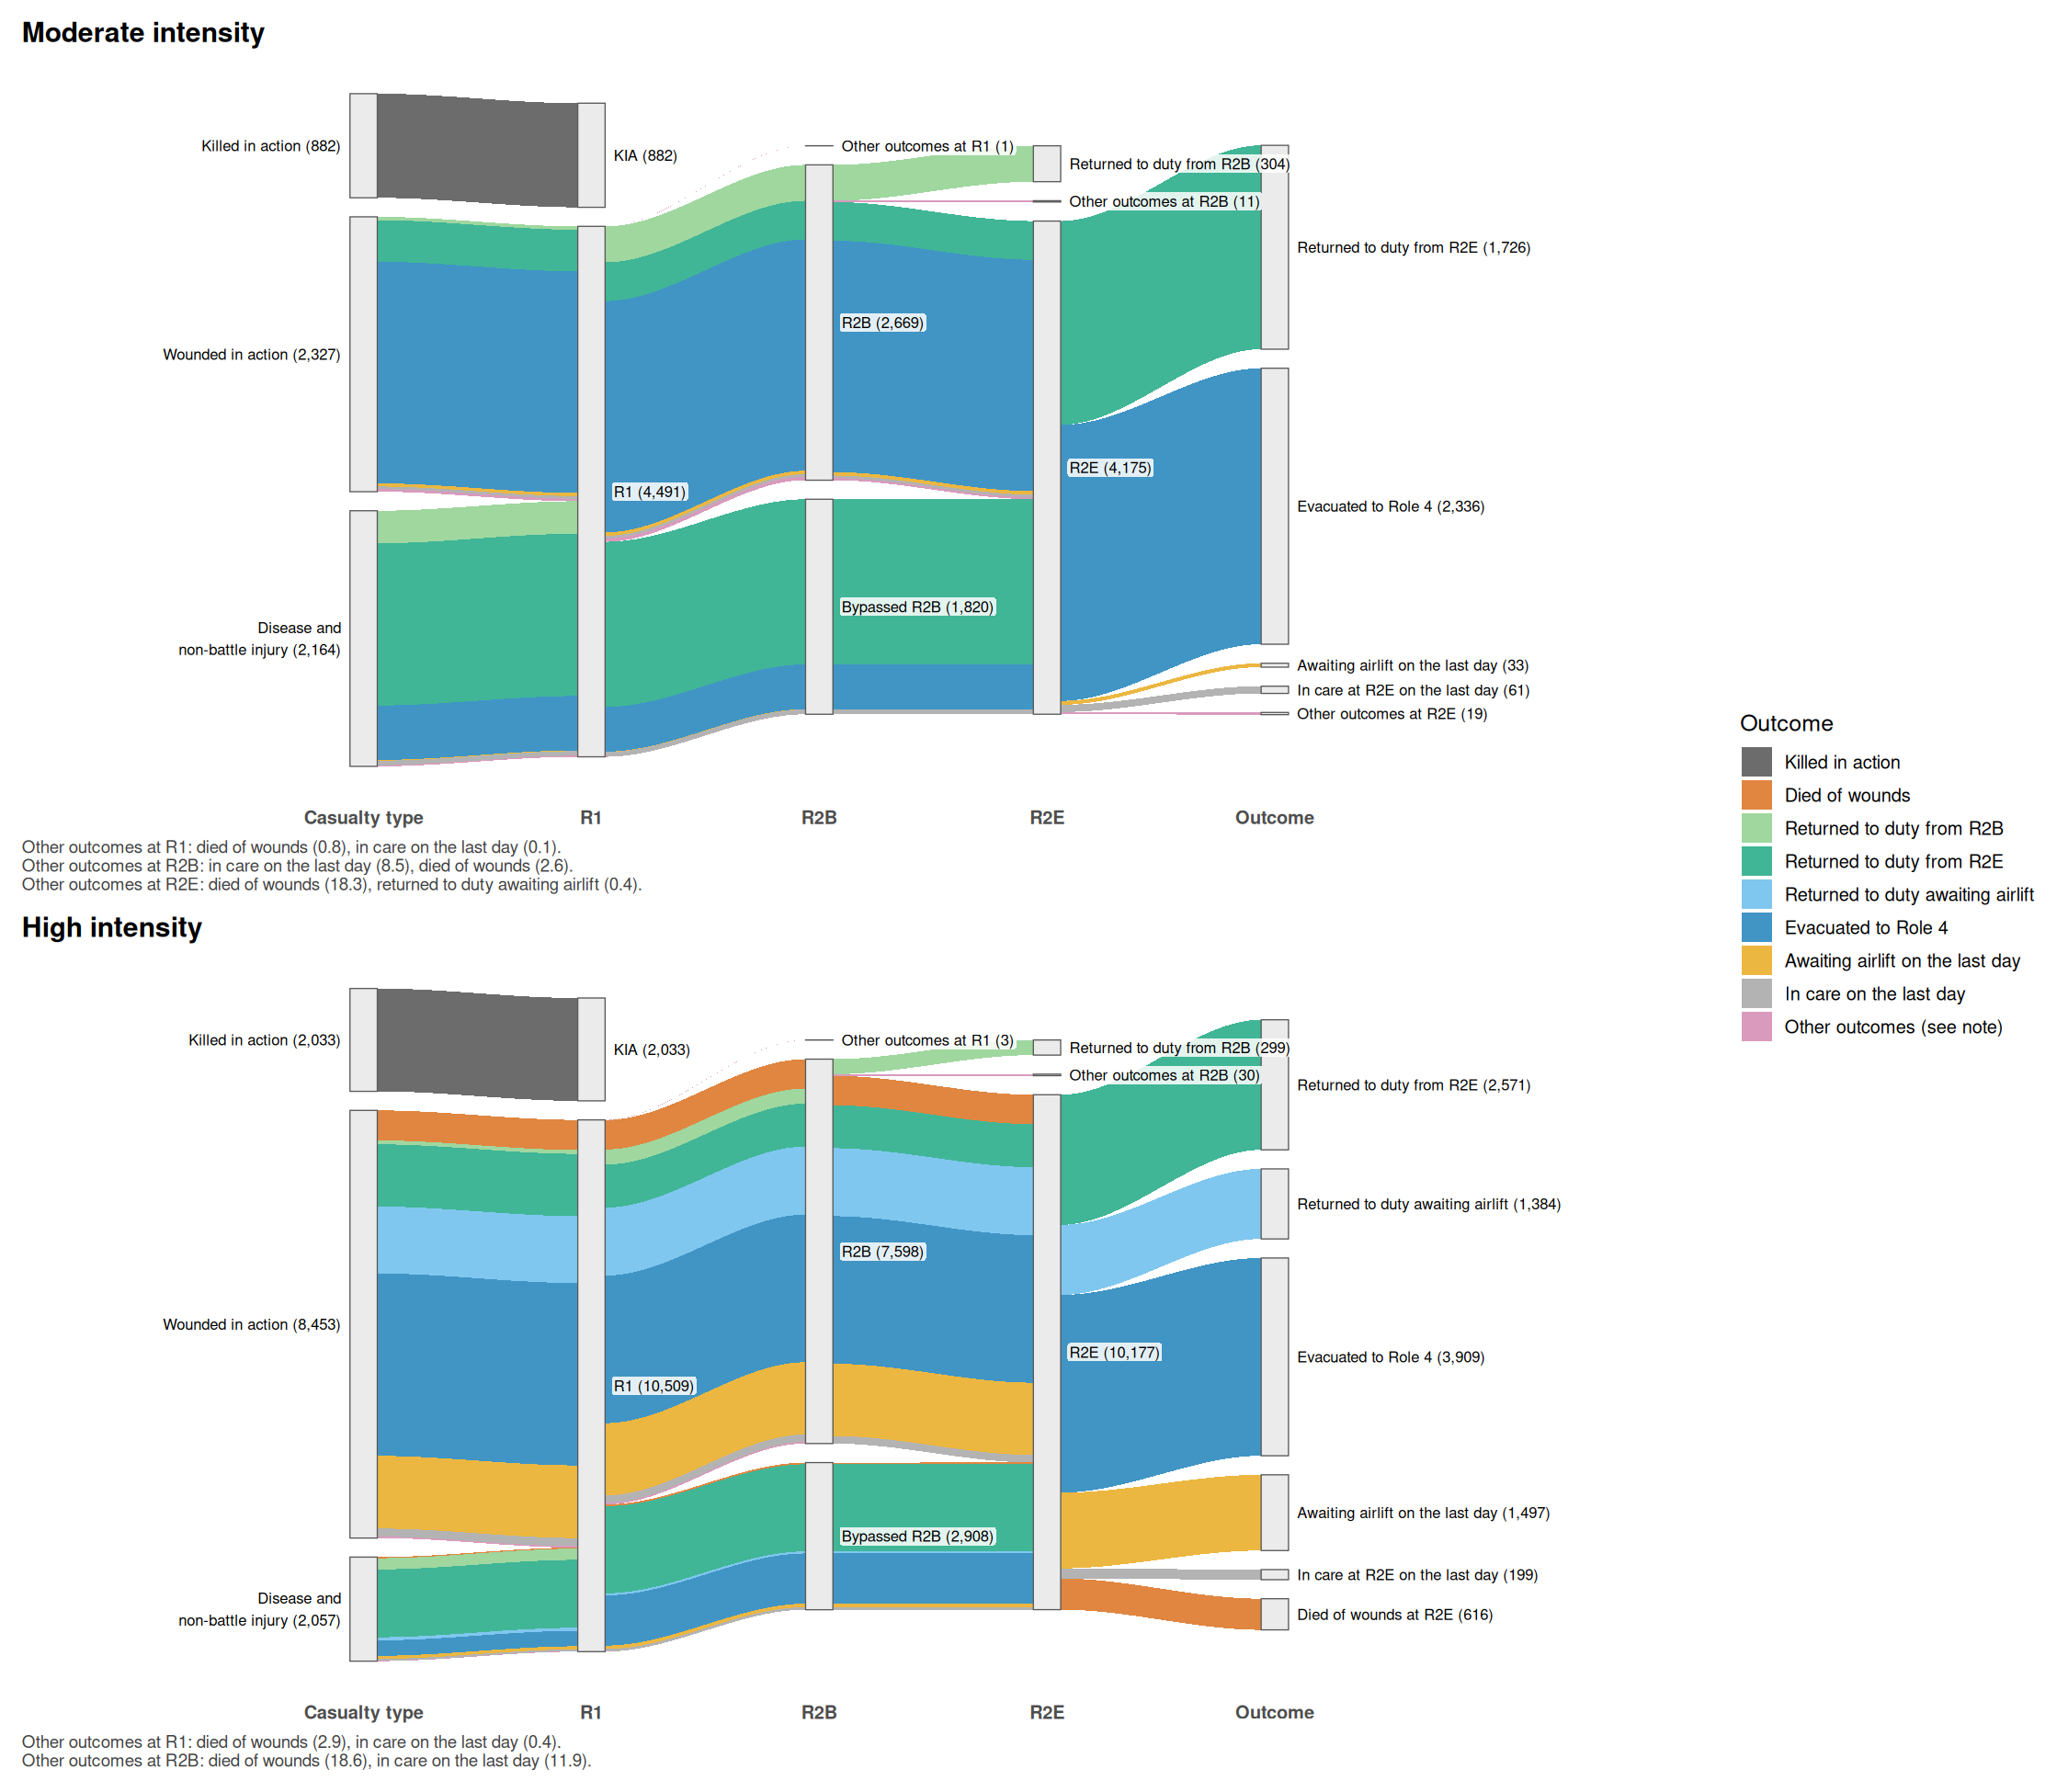 Moderate intensity
Killed in action (882)
KIA (882)
Other outcomes at R1 (1)
Returned to duty from R2B (304)
Other outcomes at R2B (11)
Returned to duty from R2E (1,726)
R2B (2,669)
Wounded in action (2,327)
R2E (4,175)
R1 (4,491)
Evacuated to Role 4 (2,336)
Bypassed R2B (1,820)
Disease and
non-battle injury (2,164)
Awaiting airlift on the last day (33)
In care at R2E on the last day (61)
Other outcomes at R2E (19)
Casualty type
R1
R2B
R2E
Outcome
Other outcomes at R1: died of wounds (0.8), in care on the last day (0.1).
Other outcomes at R2B: in care on the last day (8.5), died of wounds (2.6).
Other outcomes at R2E: died of wounds (18.3), returned to duty awaiting airlift (0.4).
Outcome
Killed in action
Died of wounds
Returned to duty from R2B
Returned to duty from R2E
Returned to duty awaiting airlift
Evacuated to Role 4
Awaiting airlift on the last day
In care on the last day
Other outcomes (see note)
High intensity
Killed in action (2,033)
KIA (2,033)
Other outcomes at R1 (3)
Returned to duty from R2B (299)
Other outcomes at R2B (30)
Returned to duty from R2E (2,571)
Returned to duty awaiting airlift (1,384)
R2B (7,598)
Wounded in action (8,453)
R2E (10,177)
Evacuated to Role 4 (3,909)
R1 (10,509)
Awaiting airlift on the last day (1,497)
Bypassed R2B (2,908)
In care at R2E on the last day (199)
Disease and
non-battle injury (2,057)
Died of wounds at R2E (616)
Casualty type
R1
R2B
R2E
Outcome
Other outcomes at R1: died of wounds (2.9), in care on the last day (0.4).
Other outcomes at R2B: died of wounds (18.6), in care on the last day (11.9).